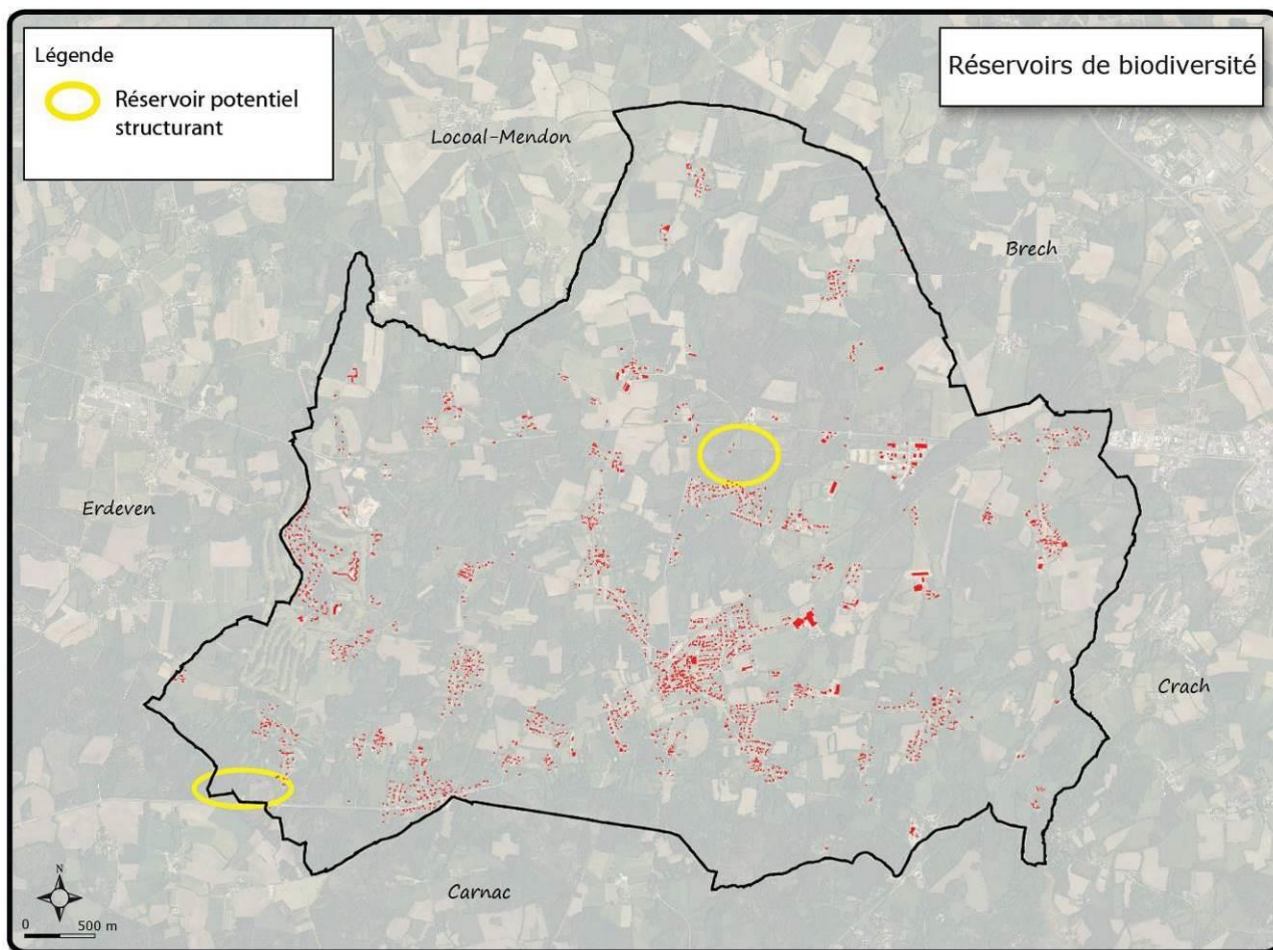 Légende
Réservoir potentiel
structurant
Réservoirs de biodiversité
Locoal-Mendon
Brech
Erdeven
Crach
Carnac
N
0 500 m